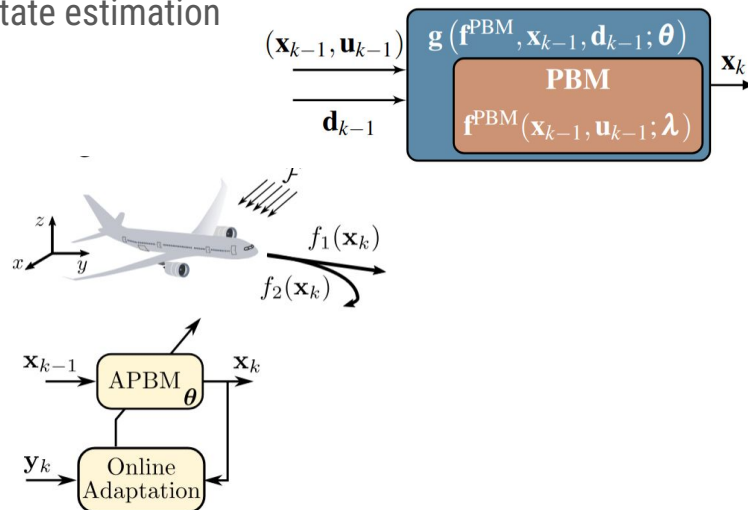 tate estimation
(x_{k−1}, u_{k−1})
d_{k−1}
g (f^{PBM}, x_{k−1}, d_{k−1}; θ)
PBM
f^{PBM}(x_{k−1}, u_{k−1}; λ)
x_k
z
x
y
f_1(x_k)
f_2(x_k)
x_{k−1}
APBM
θ
x_k
y_k
Online
Adaptation